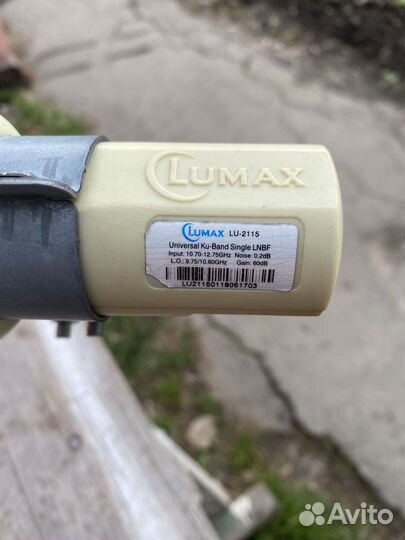 LUMAX
LUMAX LU-2115
Universal Ku-Band Single LNBF
Input: 10.70-12.75GHz Noise: 0.2dB
L.O.: 9.75/10.60GHz Gain: 60dB
LU21150118051703
Avito